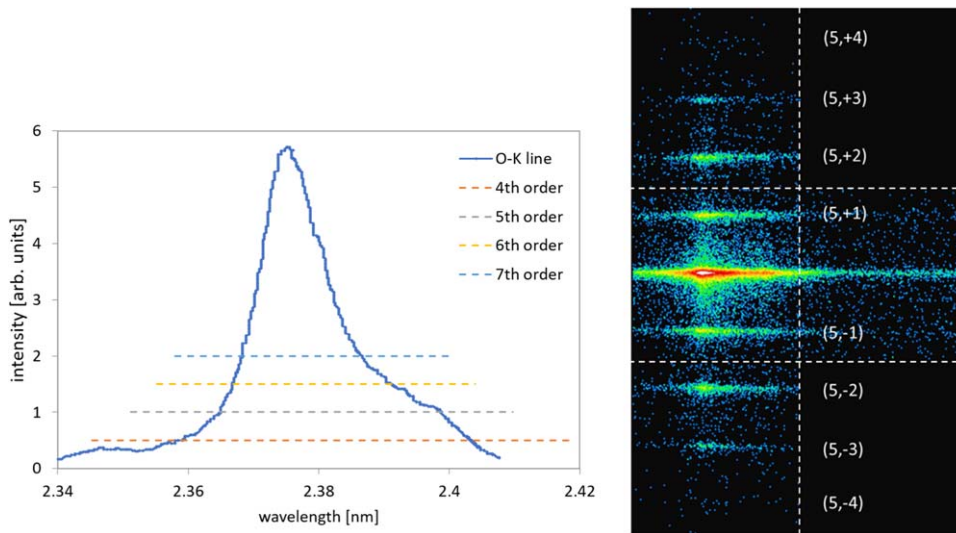 6
5
4
3
2
1
0
intensity [arb. units]
2.34
2.36
2.38
2.4
2.42
wavelength [nm]
O-K line
4th order
5th order
6th order
7th order
(5,+4)
(5,+3)
(5,+2)
(5,+1)
(5,-1)
(5,-2)
(5,-3)
(5,-4)